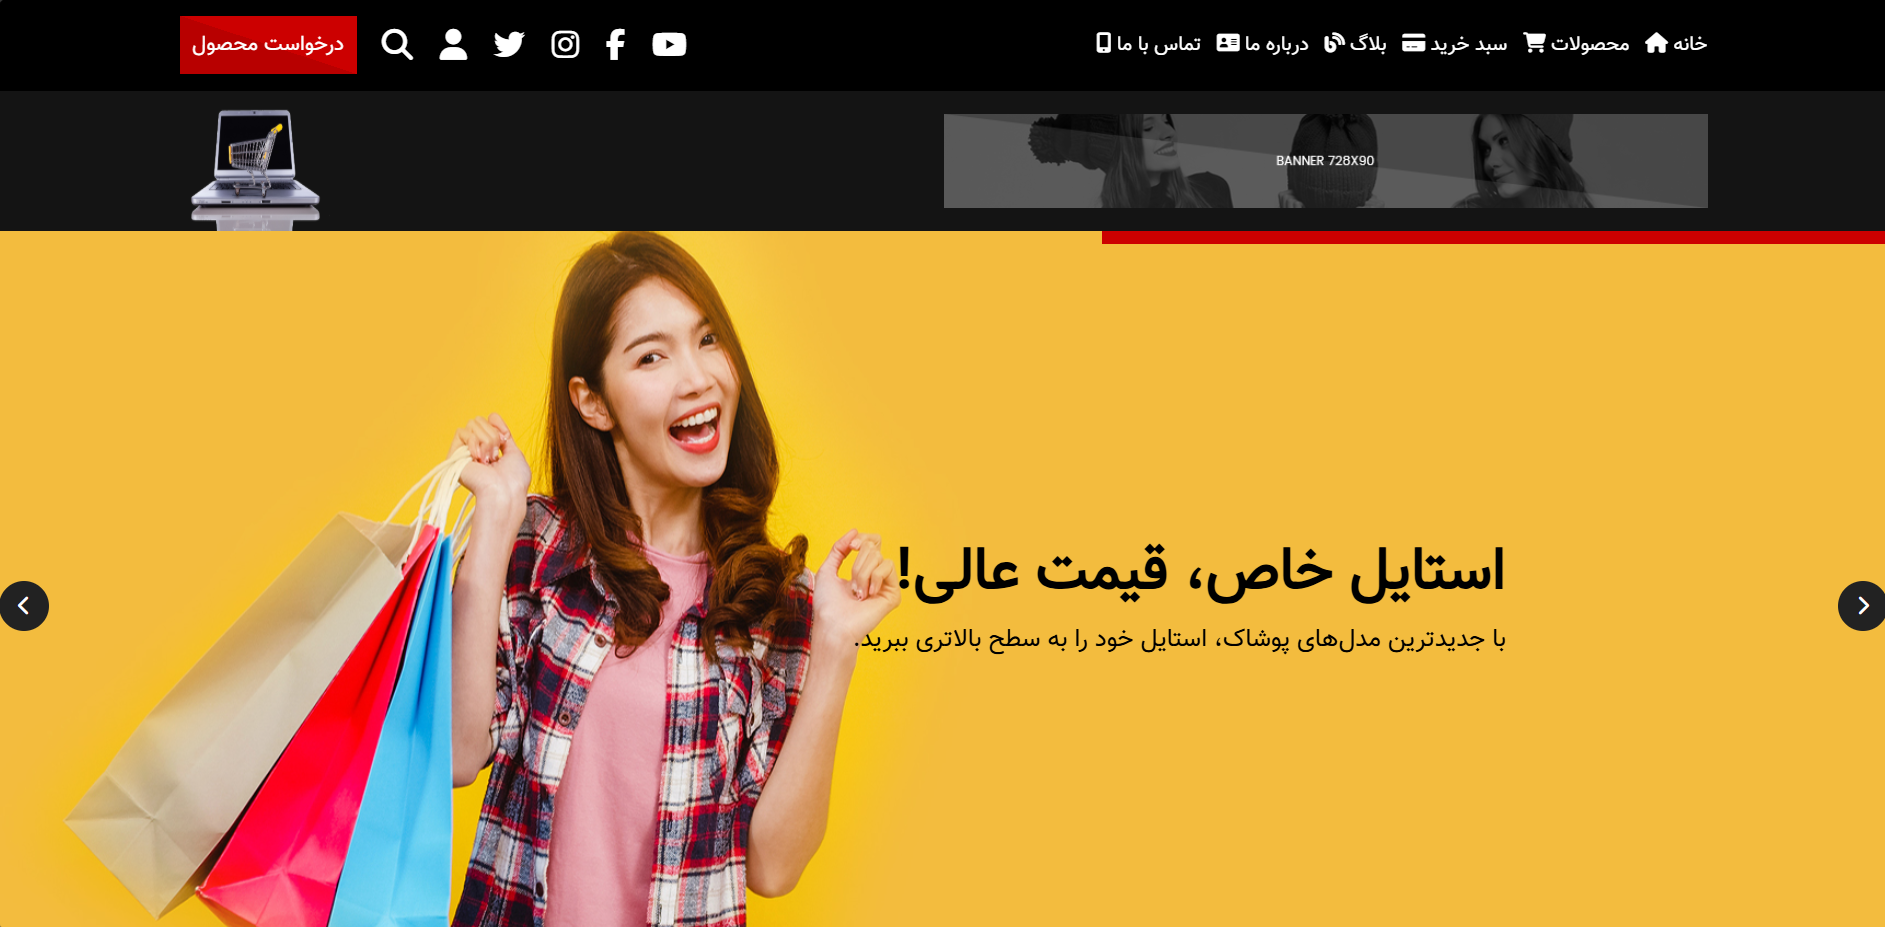 خانه
محصولات
سبد خرید
بلاگ
درباره ما
تماس با ما
درخواست محصول
BANNER 728X90
استایل خاص، قیمت عالی!
با جدیدترین مدل‌های پوشاک، استایل خود را به سطح بالاتری ببرید.